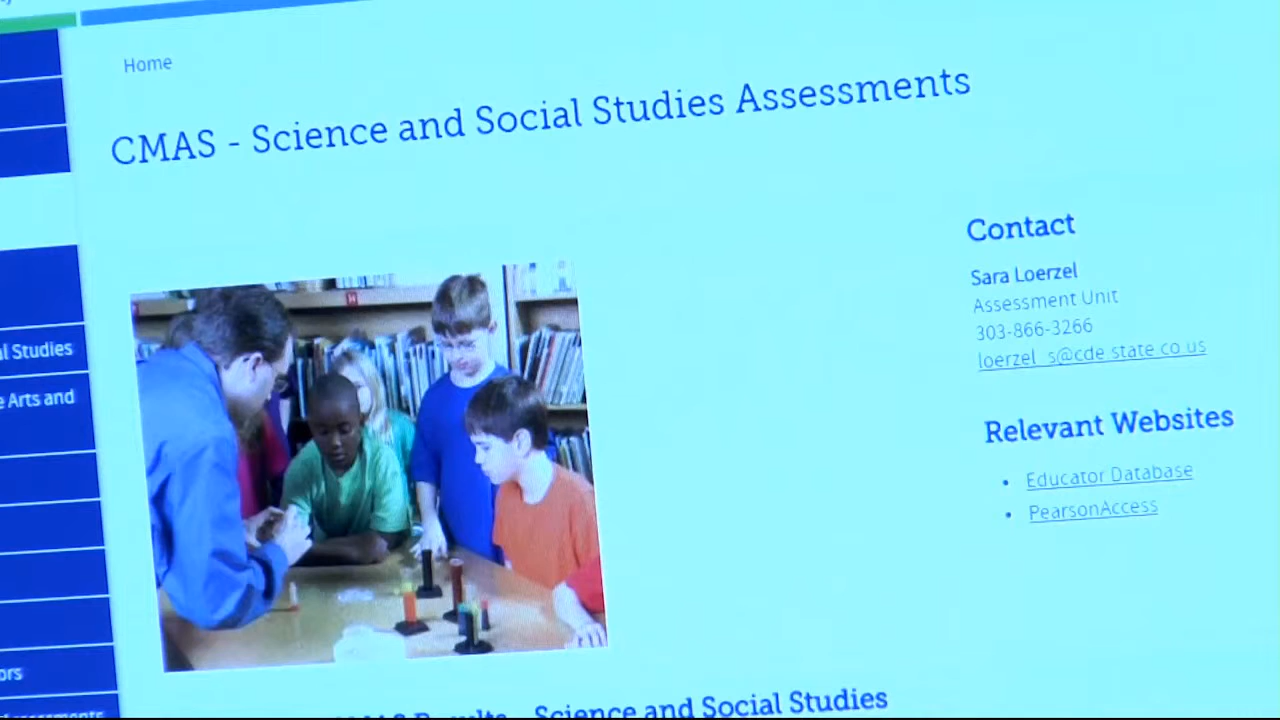 Home
CMAS - Science and Social Studies Assessments
Contact
Sara Loerzel
Assessment Unit
303-866-3266
loerzel_s@cde.state.co.us
Relevant Websites
• Educator Database
• PearsonAccess
al Studies
e Arts and
ors
Results - Science and Social Studies